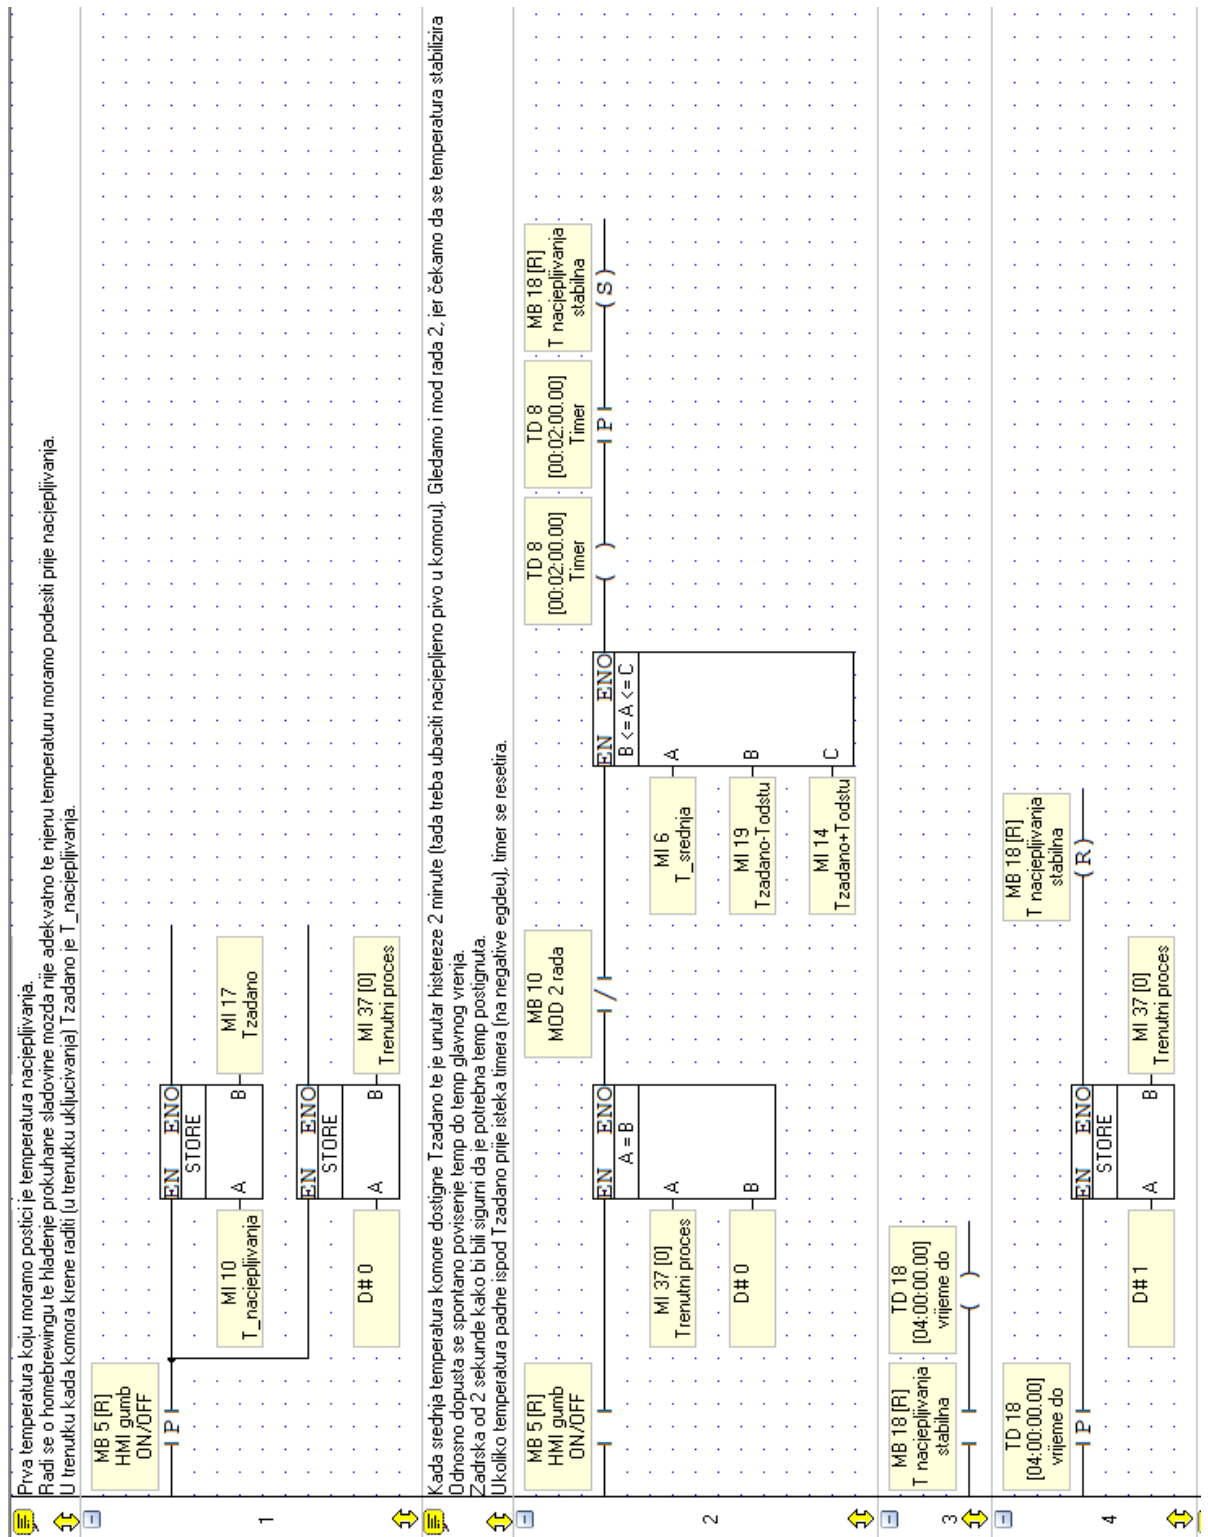 Prva temperatura koju moramo postici je temperatura nacjepljivanja.
Radi se o homebrewingu te hlađenje prokuhane sladovine mozda nije adekvatno te njenu temperaturu moramo podesiti prije nacjepljivanja.
U trenutku kada komora krene raditi (u trenutku ukljucivanja) Tzadano je T_nacjepljivanja.
1
MB 5 [R]
HMI gumb
ON/OFF
P
EN ENO
STORE
A
B
MI 10
T_nacjepljivanja
MI 17
Tzadano
EN ENO
STORE
A
B
D# 0
MI 37 [0]
Trenutni proces
Kada srednja temperatura komore dostigne Tzadano te je unutar histereze 2 minute (tada treba ubaciti nacjepljeno pivo u komoru). Gledamo i mod rada 2, jer čekamo da se temperatura stabilizira
Odnosno dopusta se spontano povisenje temp do temp glavnog vrenja.
Zadrska od 2 sekunde kako bi bili sigurni da je potrebna temp postignuta.
Ukoliko temperatura padne ispod Tzadano prije isteka timera (na negative egdeu), timer se resetira.
2
MB 5 [R]
HMI gumb
ON/OFF
EN ENO
A = B
A
B
MI 37 [0]
Trenutni proces
D# 0
MB 10
MOD 2 rada
/
EN ENO
B <= A <= C
A
B
C
MI 6
T_srednja
MI 19
Tzadano-Todstu
MI 14
Tzadano+Todstu
TD 8
[00:02:00.00]
Timer
( )
TD 8
[00:02:00.00]
Timer
P
MB 18 [R]
T nacjepljivanja
stabilna
(S)
3
MB 18 [R]
T nacjepljivanja
stabilna
TD 18
[04:00:00.00]
vrijeme do
( )
4
TD 18
[04:00:00.00]
vrijeme do
P
EN ENO
STORE
A
B
D# 1
MI 37 [0]
Trenutni proces
MB 18 [R]
T nacjepljivanja
stabilna
(R)